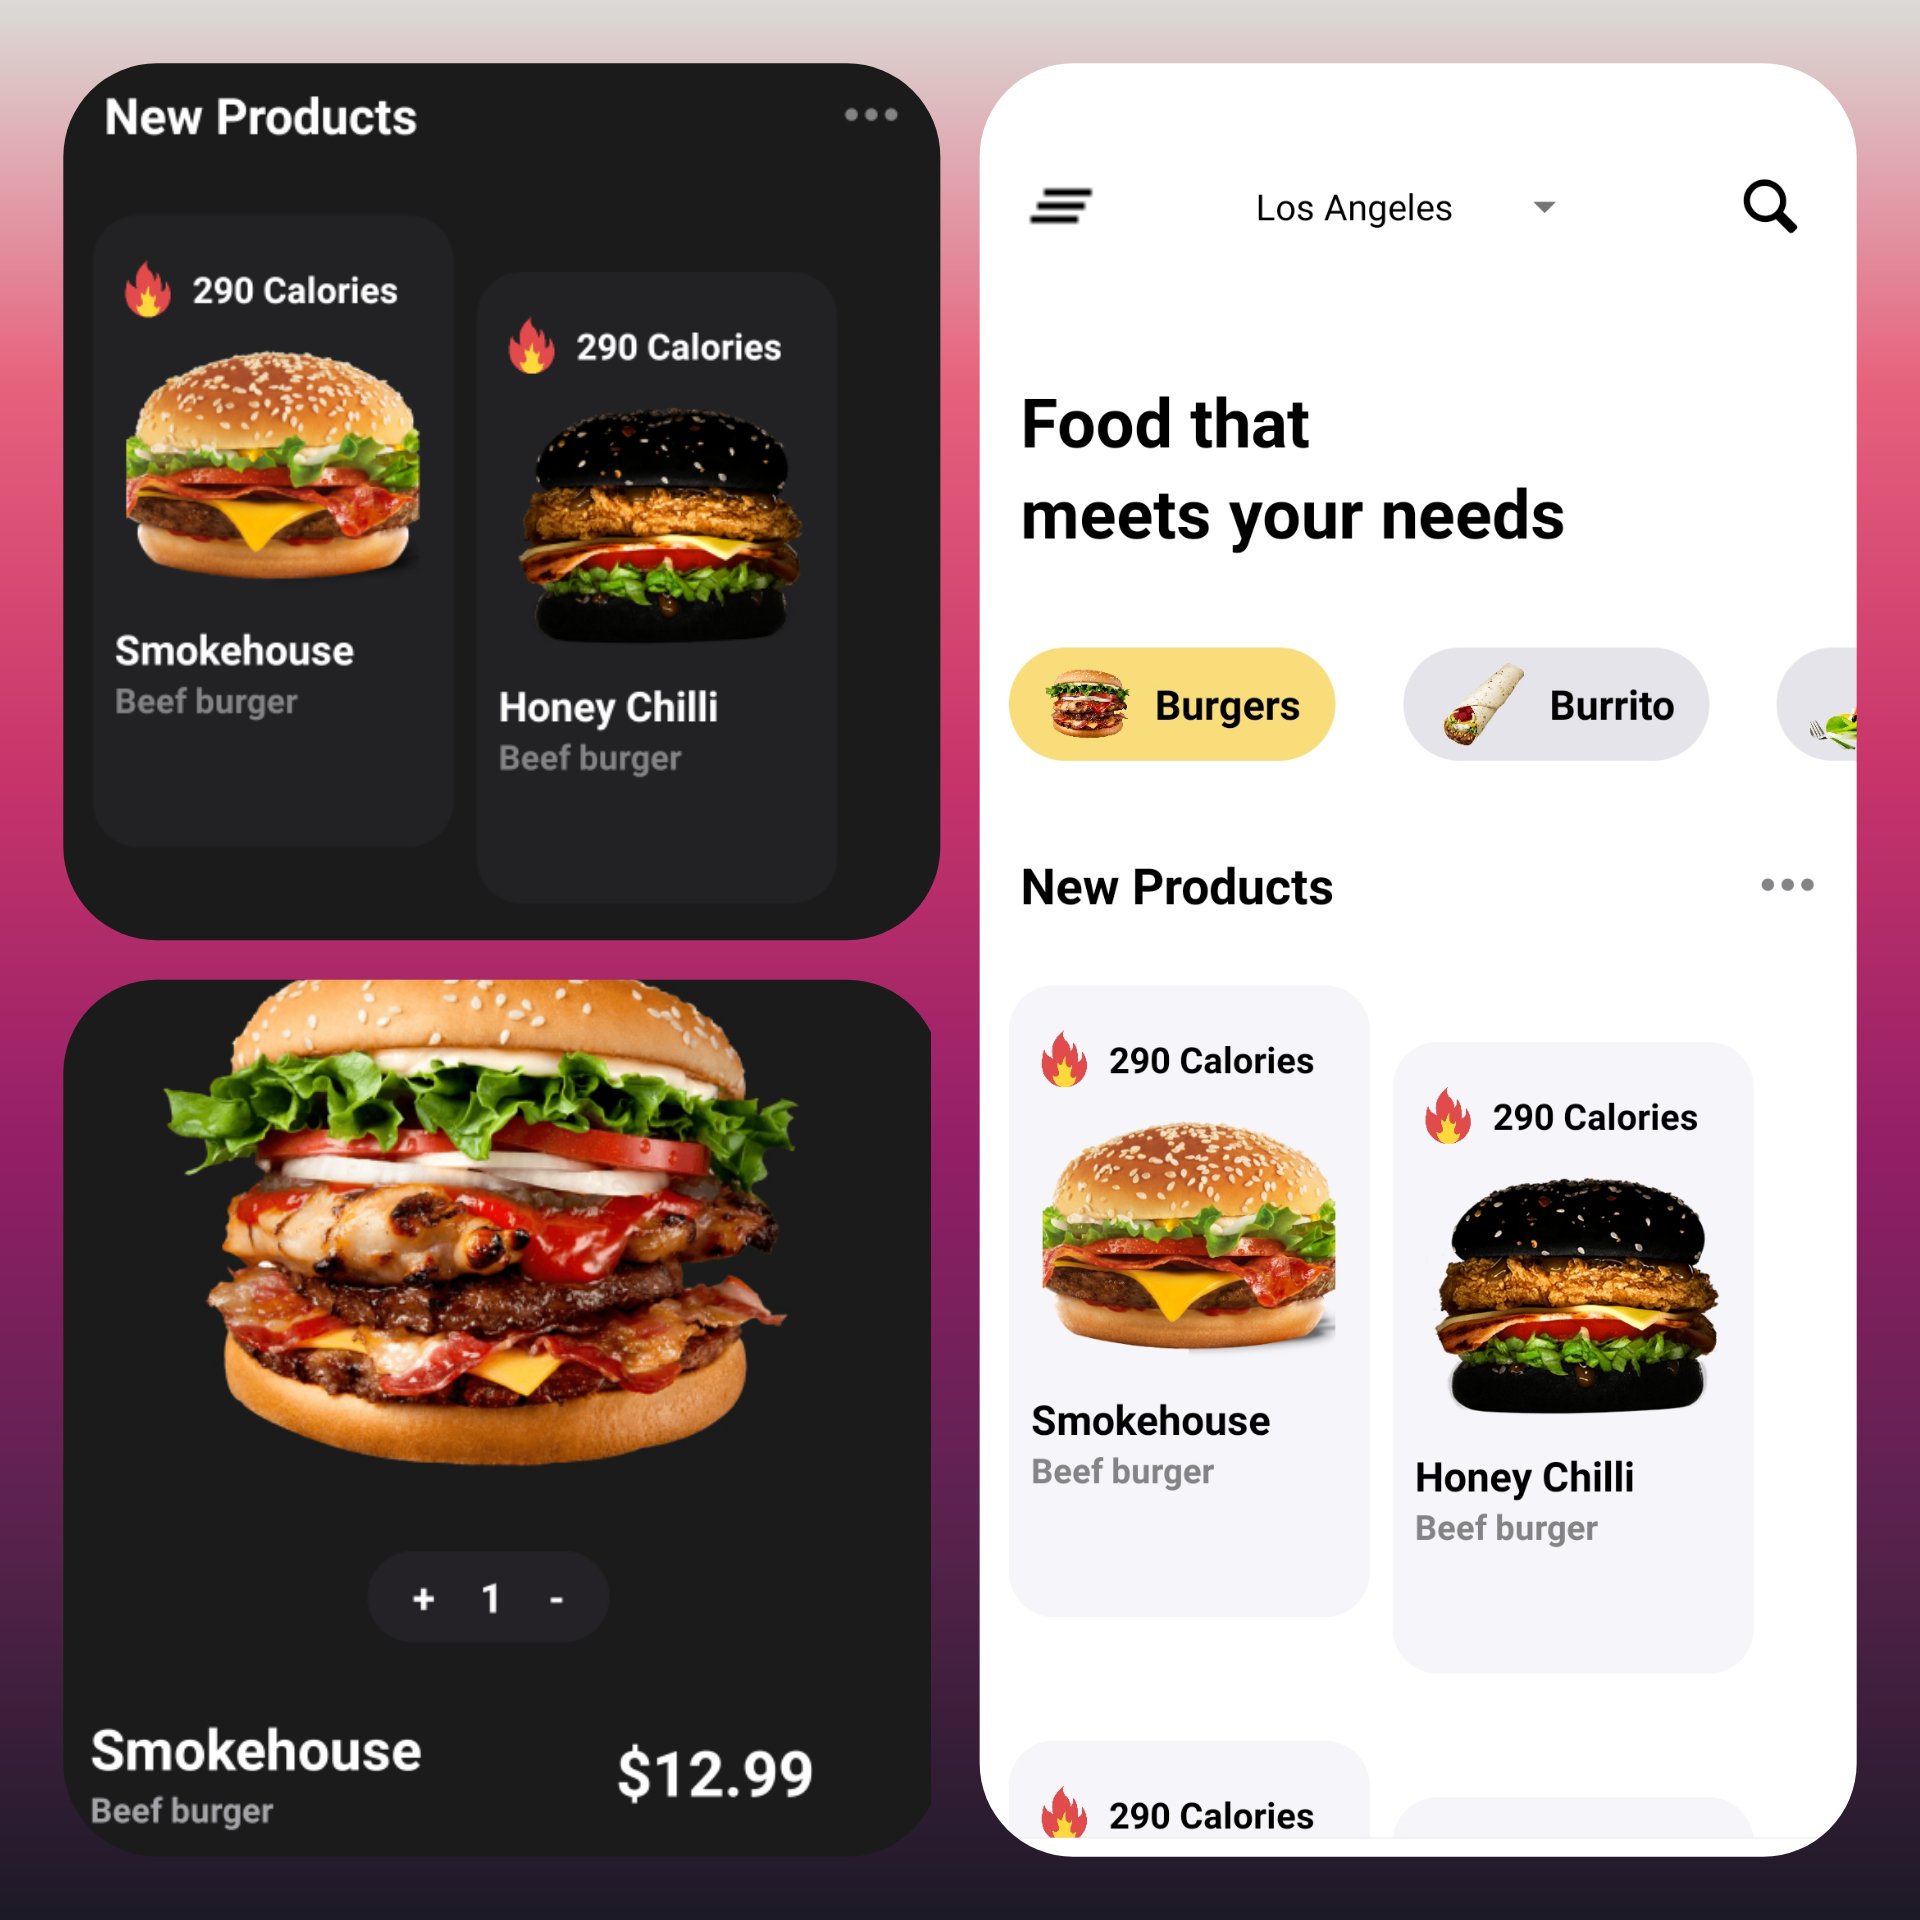 New Products
290 Calories
Smokehouse
Beef burger
290 Calories
Honey Chilli
Beef burger
+ 1 -
Smokehouse
Beef burger
$12.99
Los Angeles
Food that
meets your needs
Burgers
Burrito
New Products
290 Calories
Smokehouse
Beef burger
290 Calories
Honey Chilli
Beef burger
290 Calories